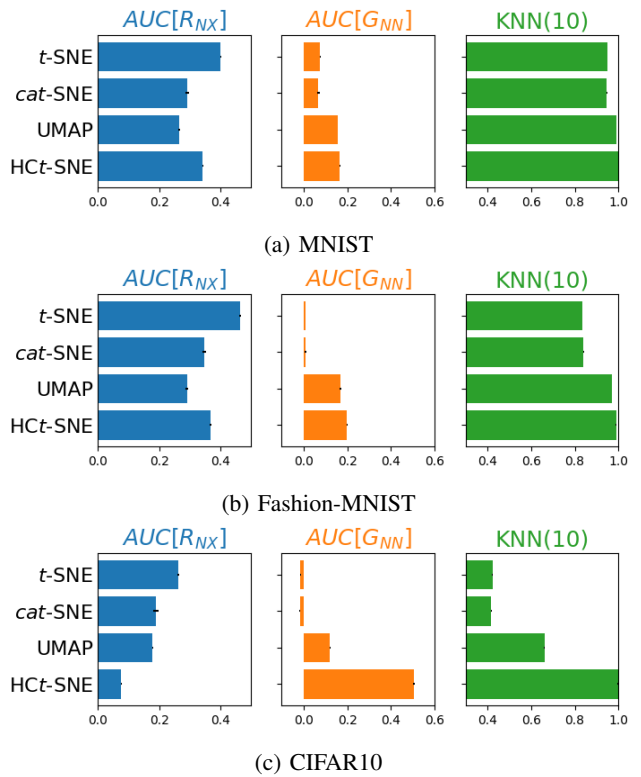 AUC[R_NX] AUC[G_NN] KNN(10)
t-SNE
cat-SNE
UMAP
HCt-SNE
0.0 0.2 0.4 0.0 0.2 0.4 0.6 0.4 0.6 0.8 1.0
(a) MNIST
AUC[R_NX] AUC[G_NN] KNN(10)
t-SNE
cat-SNE
UMAP
HCt-SNE
0.0 0.2 0.4 0.0 0.2 0.4 0.6 0.4 0.6 0.8 1.0
(b) Fashion-MNIST
AUC[R_NX] AUC[G_NN] KNN(10)
t-SNE
cat-SNE
UMAP
HCt-SNE
0.0 0.2 0.4 0.0 0.2 0.4 0.6 0.4 0.6 0.8 1.0
(c) CIFAR10